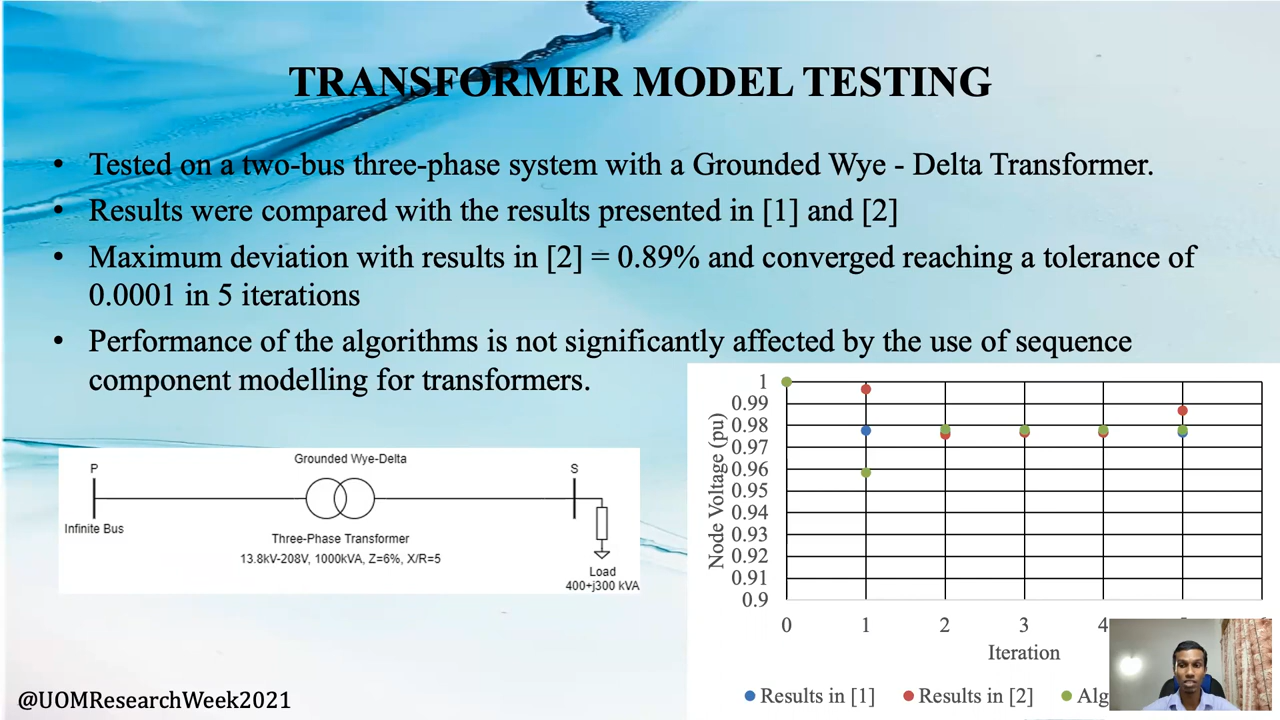 TRANSFORMER MODEL TESTING
• Tested on a two-bus three-phase system with a Grounded Wye - Delta Transformer.
• Results were compared with the results presented in [1] and [2]
• Maximum deviation with results in [2] = 0.89% and converged reaching a tolerance of
0.0001 in 5 iterations
• Performance of the algorithms is not significantly affected by the use of sequence
component modelling for transformers.
Grounded Wye-Delta
P
S
Infinite Bus
Three-Phase Transformer
13.8kV-208V, 1000kVA, Z=6%, X/R=5
Load
400+j300 kVA
1
0.99
0.98
0.97
0.96
0.95
0.94
0.93
0.92
0.91
0.9
Node Voltage (pu)
0 1 2 3 4
Iteration
Results in [1] Results in [2]
@UOMResearchWeek2021